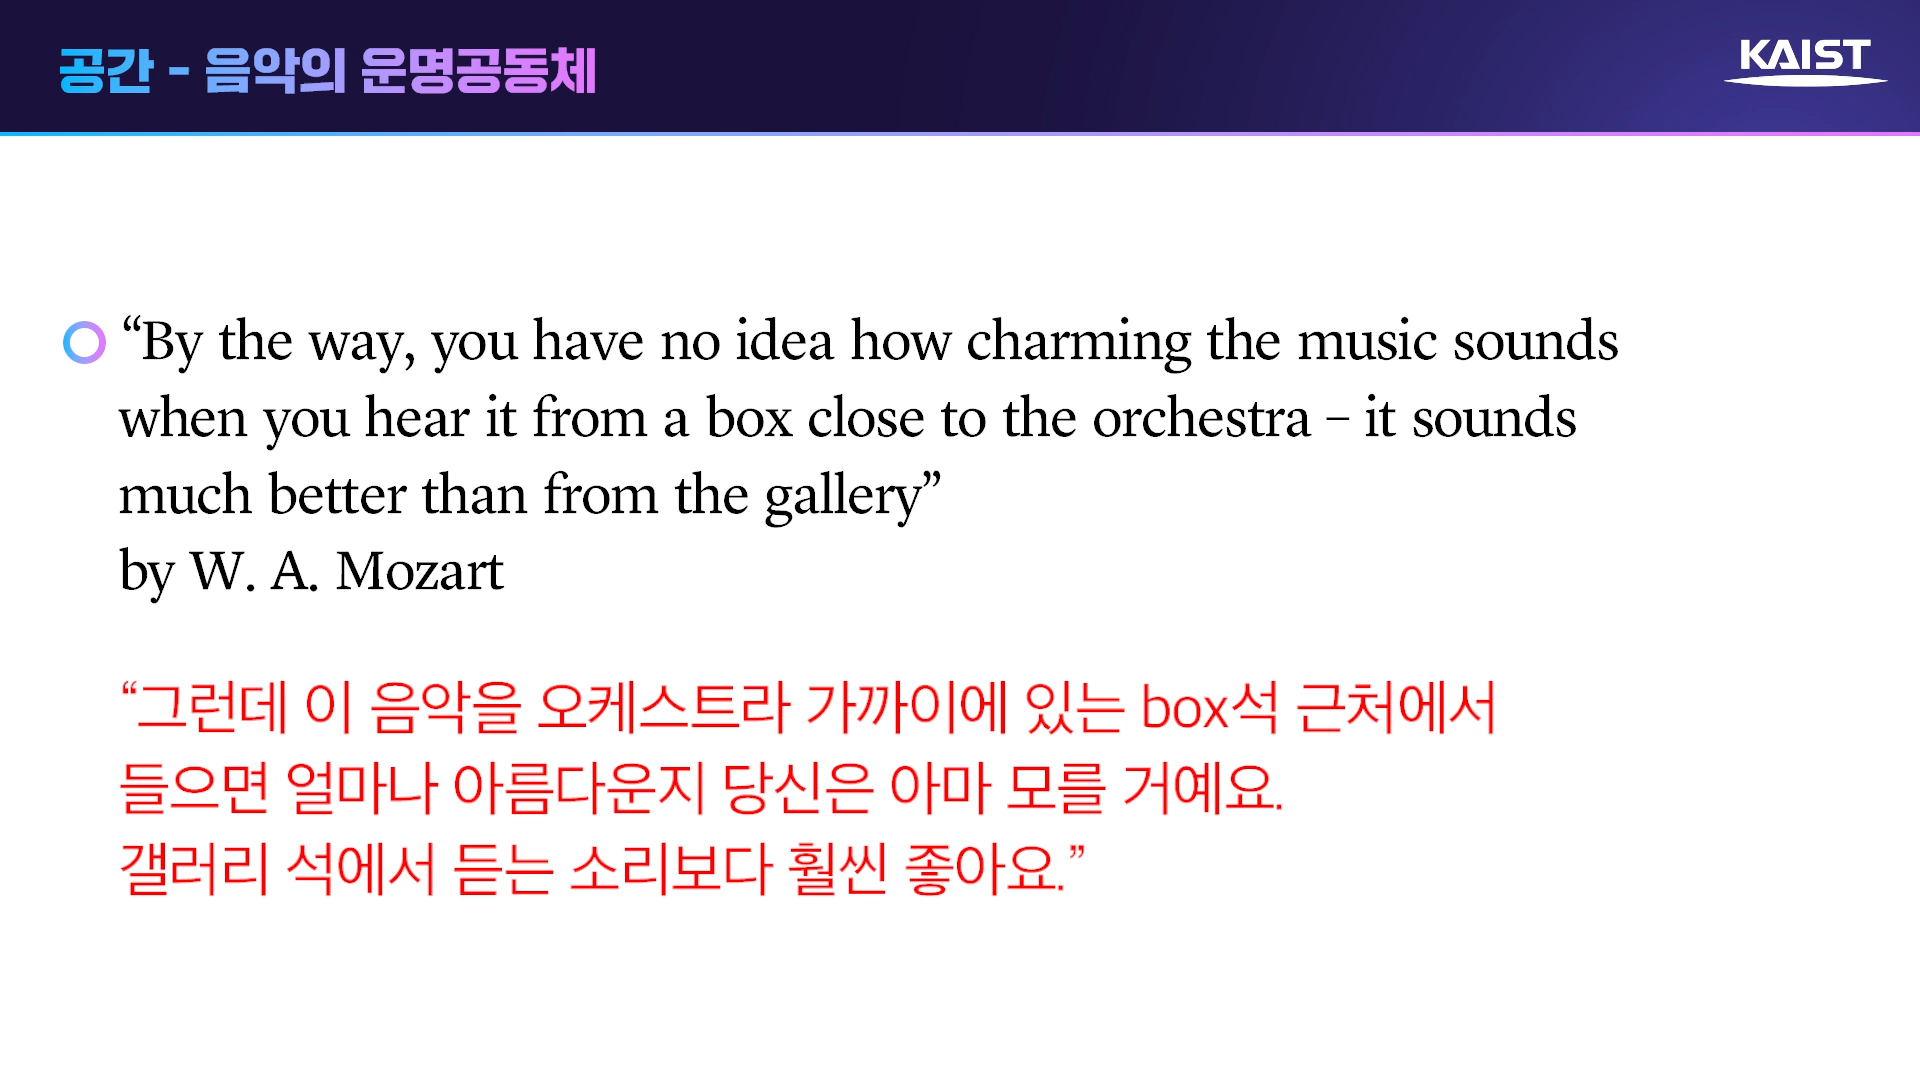 공간 - 음악의 운명공동체
KAIST
“By the way, you have no idea how charming the music sounds
when you hear it from a box close to the orchestra – it sounds
much better than from the gallery”
by W. A. Mozart
“그런데 이 음악을 오케스트라 가까이에 있는 box석 근처에서
들으면 얼마나 아름다운지 당신은 아마 모를 거예요.
갤러리 석에서 듣는 소리보다 훨씬 좋아요.”